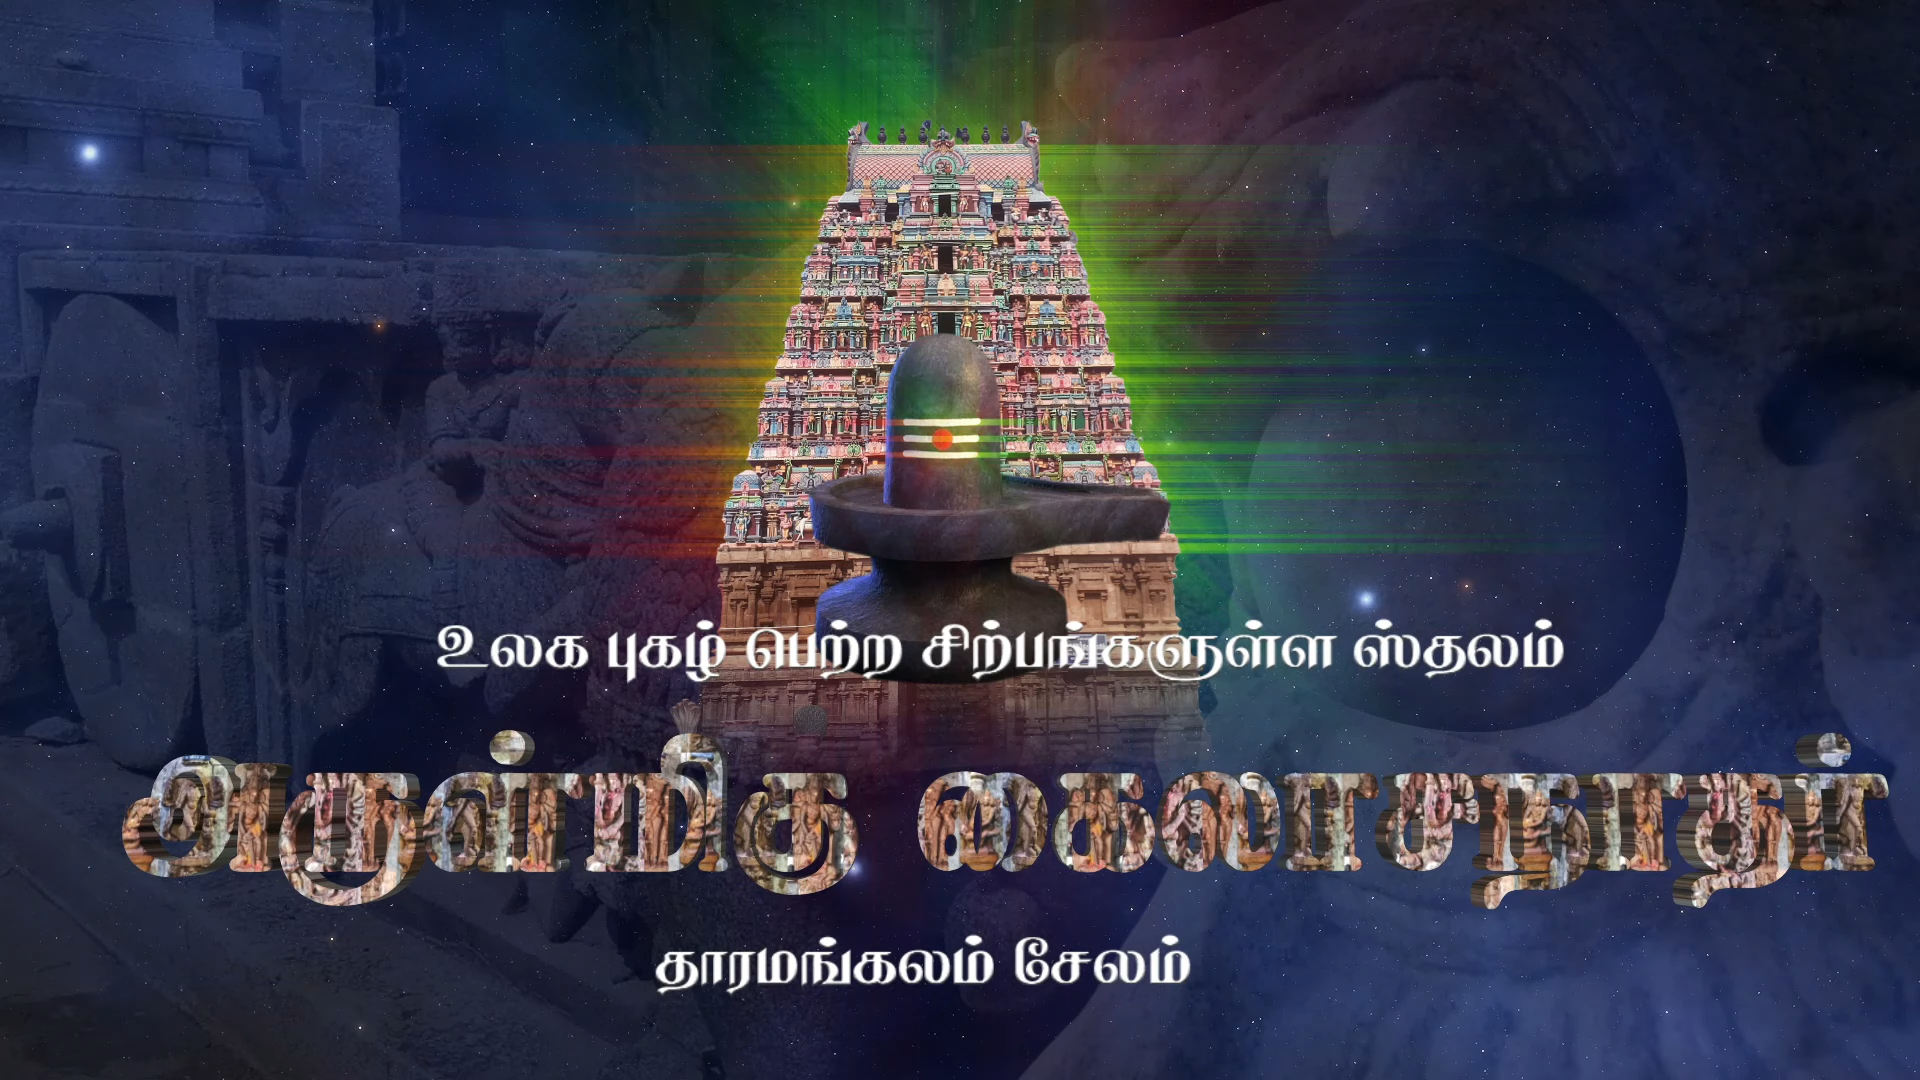 உலக புகழ் பெற்ற சிற்பங்களுள்ள ஸ்தலம்
அருள்மிகு கைலாசநாதர்
தாரமங்கலம் சேலம்